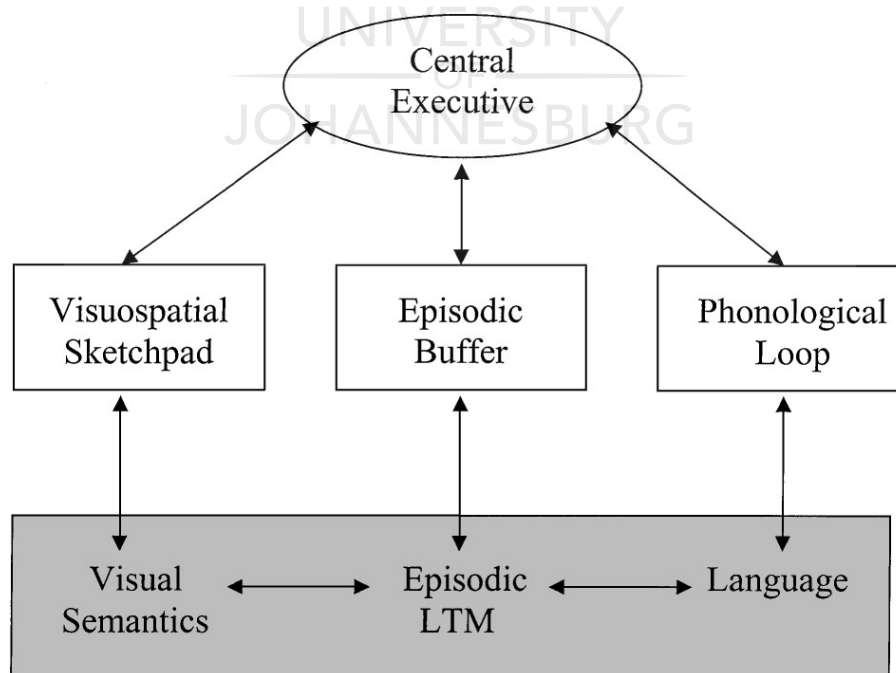 UNIVERSITY
OF
JOHANNESBURG
Central
Executive
Visuospatial
Sketchpad
Episodic
Buffer
Phonological
Loop
Visual
Semantics
Episodic
LTM
Language